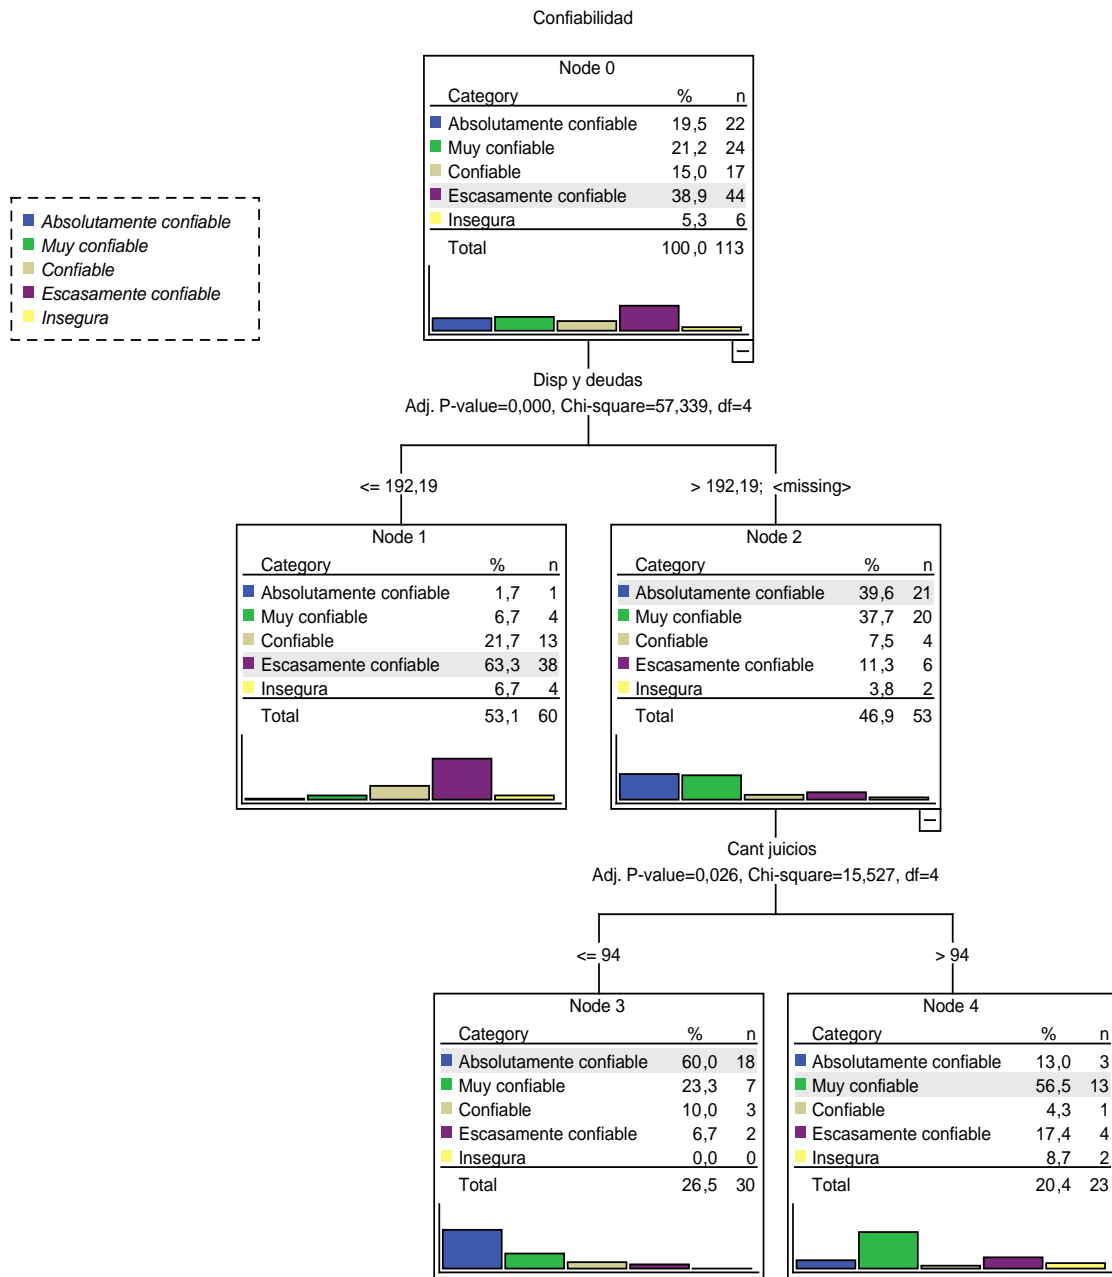 Confiabilidad
Node 0
Category % n
Absolutamente confiable 19,5 22
Muy confiable 21,2 24
Confiable 15,0 17
Escasamente confiable 38,9 44
Insegura 5,3 6
Total 100,0 113
Absolutamente confiable
Muy confiable
Confiable
Escasamente confiable
Insegura
Disp y deudas
Adj. P-value=0,000, Chi-square=57,339, df=4
<= 192,19
> 192,19; <missing>
Node 1
Category % n
Absolutamente confiable 1,7 1
Muy confiable 6,7 4
Confiable 21,7 13
Escasamente confiable 63,3 38
Insegura 6,7 4
Total 53,1 60
Node 2
Category % n
Absolutamente confiable 39,6 21
Muy confiable 37,7 20
Confiable 7,5 4
Escasamente confiable 11,3 6
Insegura 3,8 2
Total 46,9 53
Cant juicios
Adj. P-value=0,026, Chi-square=15,527, df=4
<= 94
> 94
Node 3
Category % n
Absolutamente confiable 60,0 18
Muy confiable 23,3 7
Confiable 10,0 3
Escasamente confiable 6,7 2
Insegura 0,0 0
Total 26,5 30
Node 4
Category % n
Absolutamente confiable 13,0 3
Muy confiable 56,5 13
Confiable 4,3 1
Escasamente confiable 17,4 4
Insegura 8,7 2
Total 20,4 23